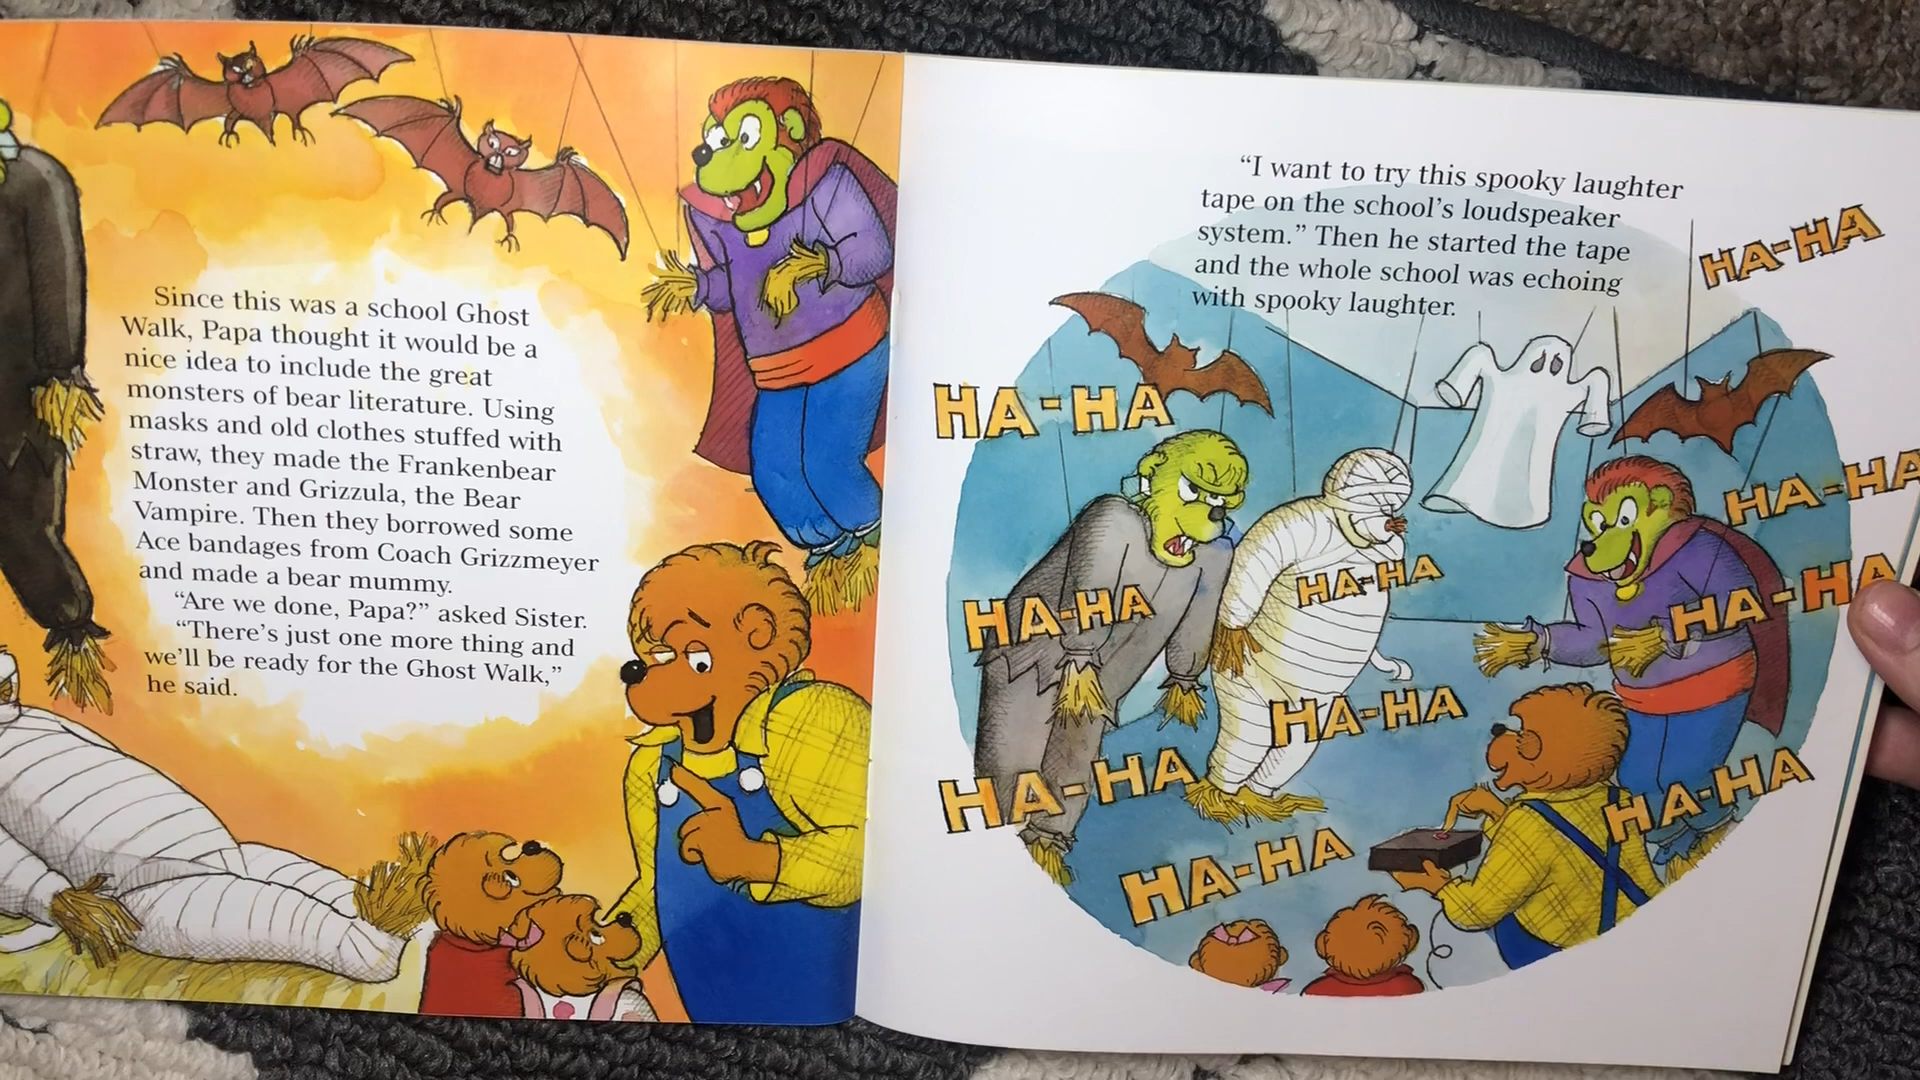 Since this was a school Ghost
Walk, Papa thought it would be a
nice idea to include the great
monsters of bear literature. Using
masks and old clothes stuffed with
straw, they made the Frankenbear
Monster and Grizzula, the Bear
Vampire. Then they borrowed some
Ace bandages from Coach Grizzmeyer
and made a bear mummy.
“Are we done, Papa?” asked Sister.
“There’s just one more thing and
we’ll be ready for the Ghost Walk,”
he said.
“I want to try this spooky laughter
tape on the school’s loudspeaker
system.” Then he started the tape
and the whole school was echoing
with spooky laughter.
HA-HA
HA-HA
HA-HA
HA-HA
HA-HA
HA-HA
HA-HA
HA-HA
HA-HA
HA-HA